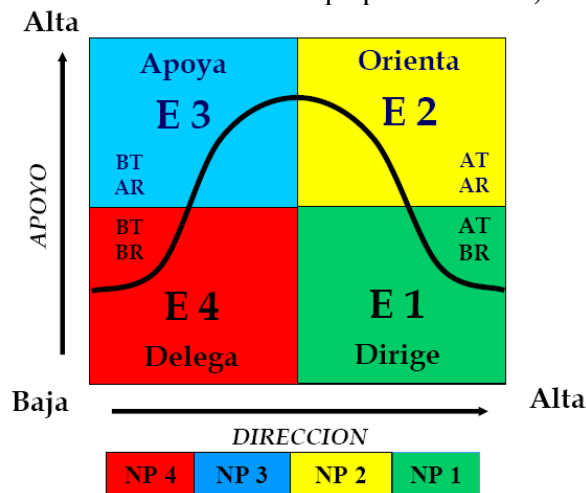 Alta
Apoya
Orienta
E 3
E 2
BT
AR
AT
AR
APOYO
BT
BR
AT
BR
E 4
E 1
Delega
Dirige
Baja
Alta
DIRECCION
NP 4 NP 3 NP 2 NP 1